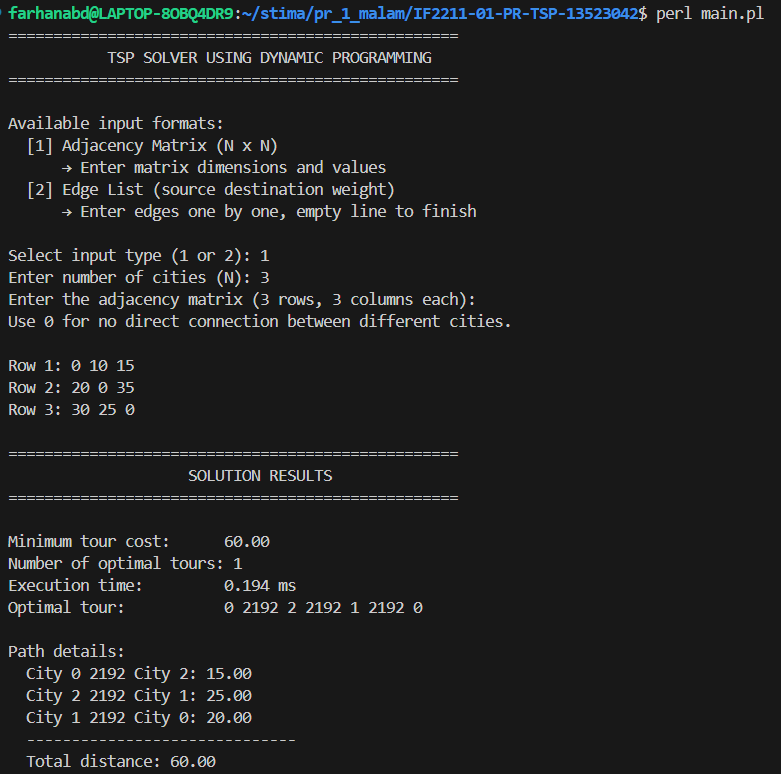 farhanabd@LAPTOP-8OBQ4DR9:~/stima/pr_1_malam/IF2211-01-PR-TSP-13523042$ perl main.pl
==================================================
TSP SOLVER USING DYNAMIC PROGRAMMING
==================================================
Available input formats:
[1] Adjacency Matrix (N x N)
→ Enter matrix dimensions and values
[2] Edge List (source destination weight)
→ Enter edges one by one, empty line to finish
Select input type (1 or 2): 1
Enter number of cities (N): 3
Enter the adjacency matrix (3 rows, 3 columns each):
Use 0 for no direct connection between different cities.
Row 1: 0 10 15
Row 2: 20 0 35
Row 3: 30 25 0
==================================================
SOLUTION RESULTS
==================================================
Minimum tour cost: 60.00
Number of optimal tours: 1
Execution time: 0.194 ms
Optimal tour: 0 2192 2 2192 1 2192 0
Path details:
City 0 2192 City 2: 15.00
City 2 2192 City 1: 25.00
City 1 2192 City 0: 20.00
------------------------------
Total distance: 60.00